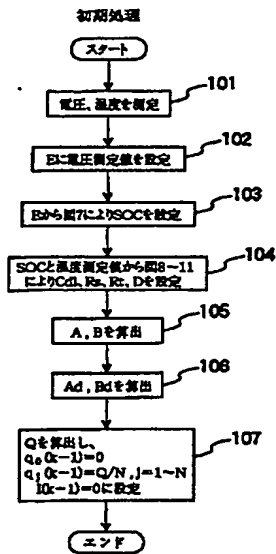 初期処理
スタート
101
電圧、温度を測定
102
Eに電圧測定値を設定
103
Eから図7によりSOCを設定
104
SOCと温度測定値から図8~11
によりCdl、Rs、Rr、Dを設定
105
A, Bを算出
106
Ad, Bdを算出
107
Qを算出し、
q₀(k-1)=0
qⱼ(k-1)=Q/N, j=1~N
I(k-1)=0に設定
エンド